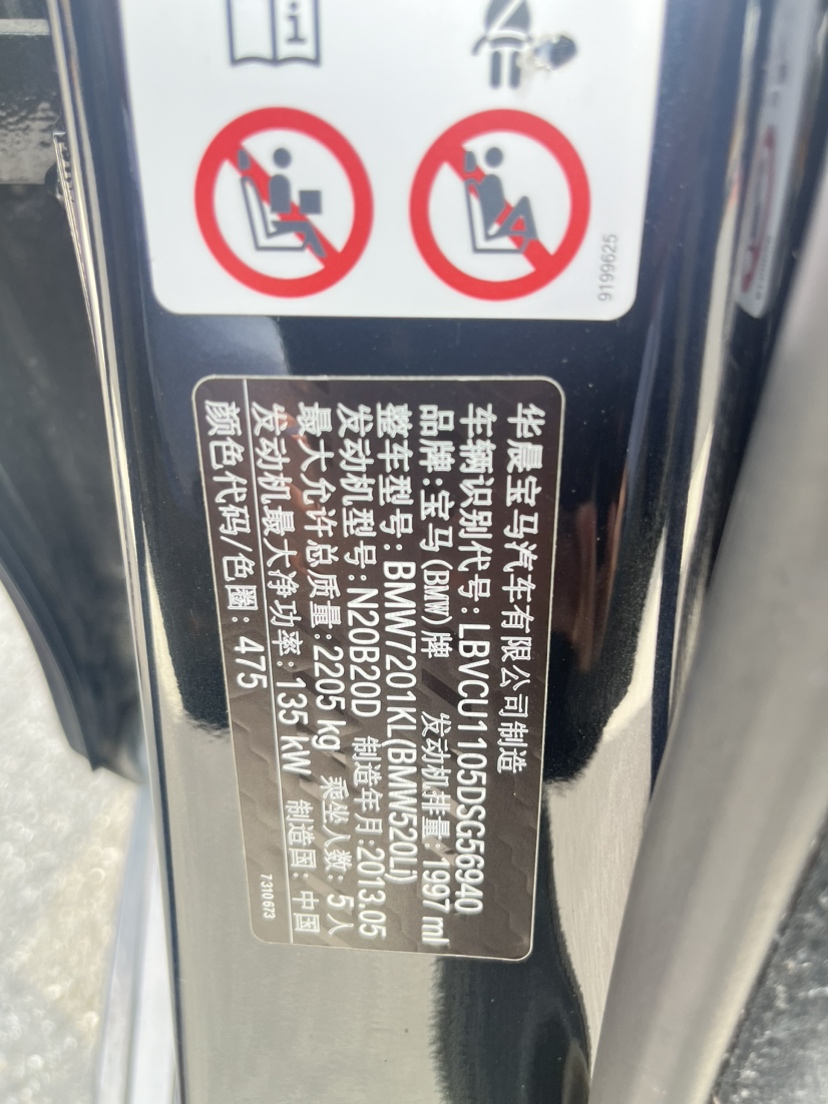 9199625
华晨宝马汽车有限公司制造
车辆识别代号: LBVCU1105DSG56940
品牌:宝马(BMW)牌 发动机排量: 1997 ml
整车型号: BMW7201KL(BMW520Li)
发动机型号:N20B20D 制造年月:2013.05
最大允许总质量:2205 kg 乘坐人数: 5人
发动机最大净功率: 135 kW 制造国: 中国
颜色代码/色圈: 475
7310673